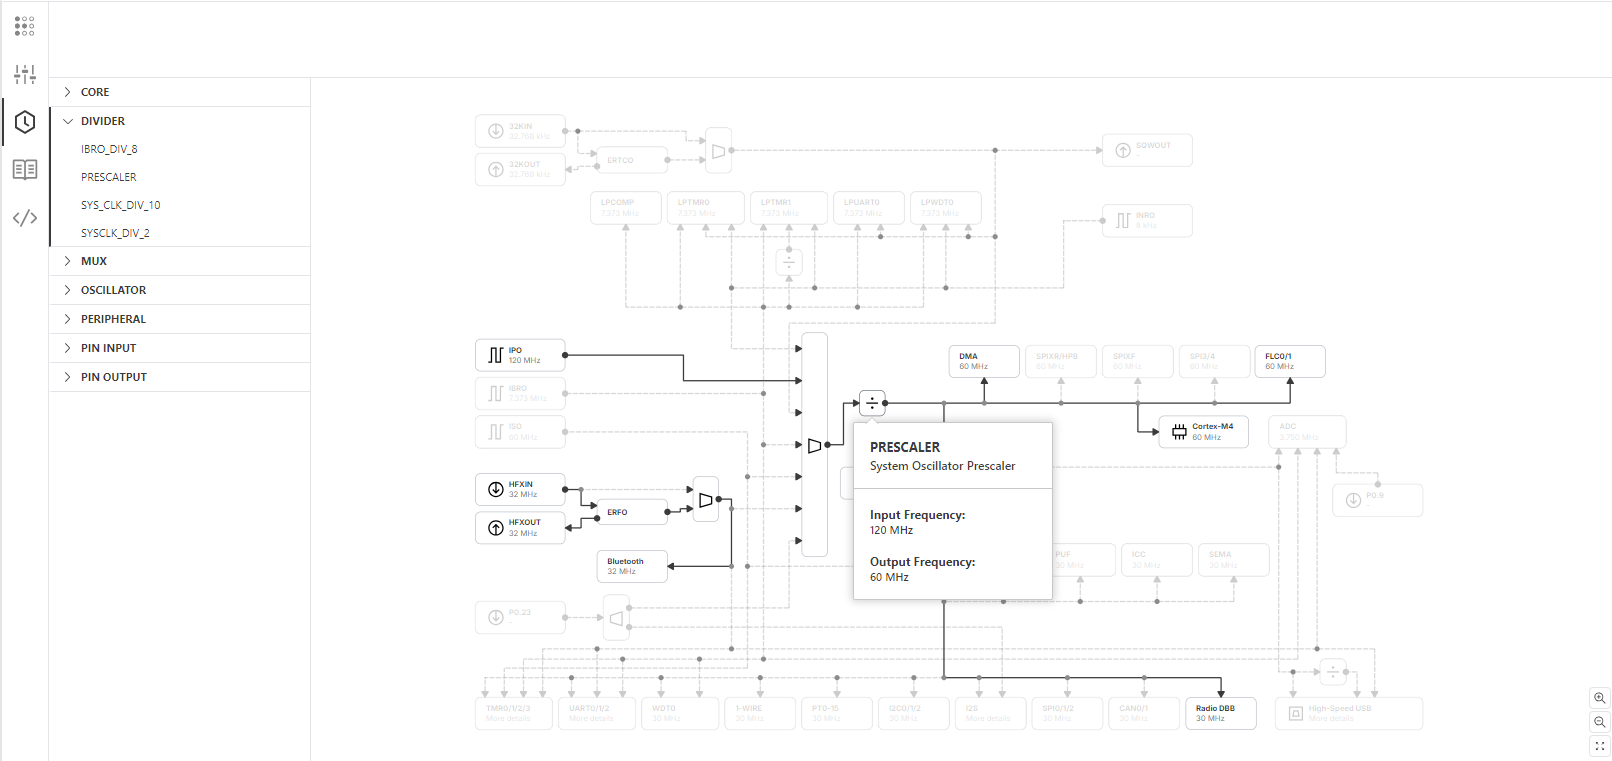 CORE
DIVIDER
IBRO_DIV_8
PRESCALER
SYS_CLK_DIV_10
SYSCLK_DIV_2
MUX
OSCILLATOR
PERIPHERAL
PIN INPUT
PIN OUTPUT
32KIN
32.768 kHz
32KOUT
32.768 kHz
ERTCO
SQWOUT
-
LPCOMP
7.373 MHz
LPTMR0
7.373 MHz
LPTMR1
7.373 MHz
LPUART0
7.373 MHz
LPWDT0
7.373 MHz
INRO
8 kHz
IPO
120 MHz
IBRO
7.373 MHz
ISO
60 MHz
DMA
60 MHz
SPIXR/HPB
60 MHz
SPIXF
60 MHz
SPI3/4
60 MHz
FLC0/1
60 MHz
Cortex-M4
60 MHz
ADC
3.750 MHz
PRESCALER
System Oscillator Prescaler
Input Frequency:
120 MHz
Output Frequency:
60 MHz
HFXIN
32 MHz
HFXOUT
32 MHz
ERFO
Bluetooth
32 MHz
P0.9
-
PUF
30 MHz
ICC
30 MHz
SEMA
30 MHz
P0.23
-
TMR0/1/2/3
More details
UART0/1/2
More details
WDT0
30 MHz
1-WIRE
30 MHz
PT0-15
30 MHz
I2C0/1/2
30 MHz
I2S
More details
SPI0/1/2
30 MHz
CAN0/1
30 MHz
Radio DBB
30 MHz
High-Speed USB
More details